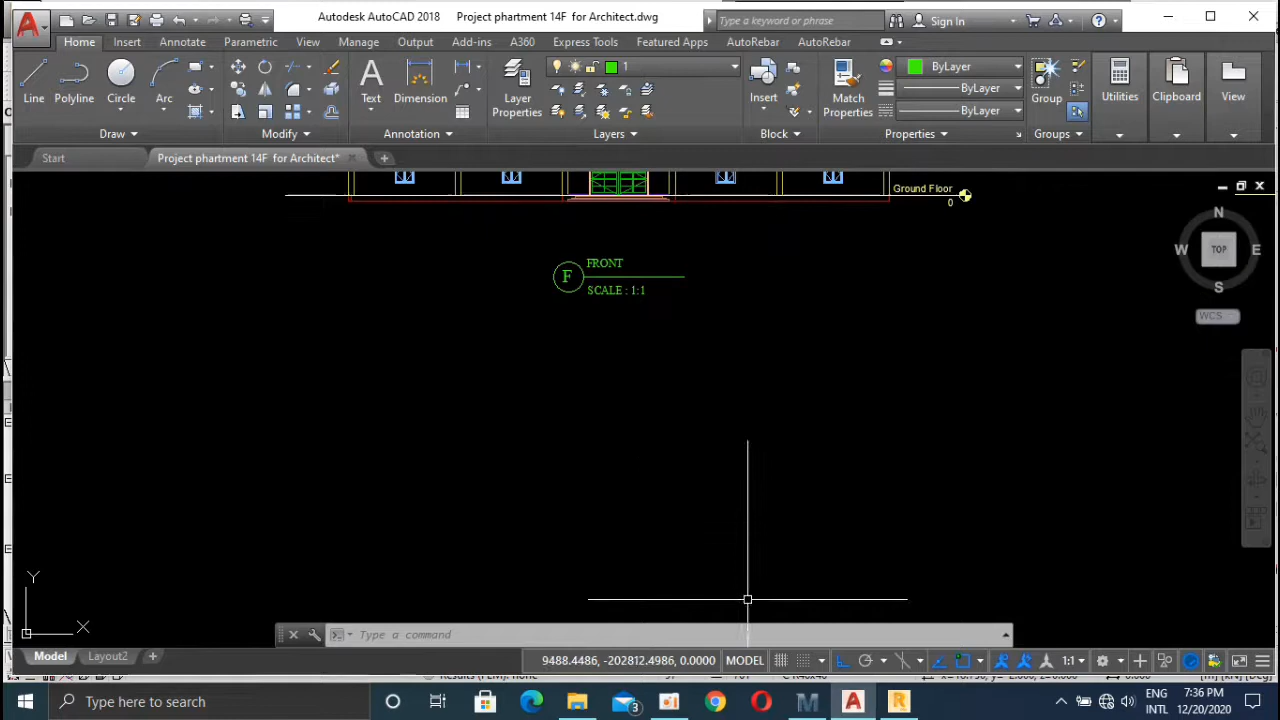 Autodesk AutoCAD 2018 Project phartment 14F for Architect.dwg
Type a keyword or phrase
Sign In
Home Insert Annotate Parametric View Manage Output Add-ins A360 Express Tools Featured Apps AutoRebar AutoRebar
1
ByLayer
ByLayer
ByLayer
Line Polyline Circle Arc
Text Dimension
Layer Properties
Insert
Match Properties
Group
Utilities Clipboard View
Draw Modify Annotation Layers Block Properties Groups
Start
Project phartment 14F for Architect*
Ground Floor
0
F
FRONT
SCALE : 1:1
N
W TOP E
S
WCS
Y
X
Type a command
Model Layout2
9488.4486, -202812.4986, 0.0000 MODEL 1:1
Type here to search
3
ENG
INTL
7:36 PM
12/20/2020